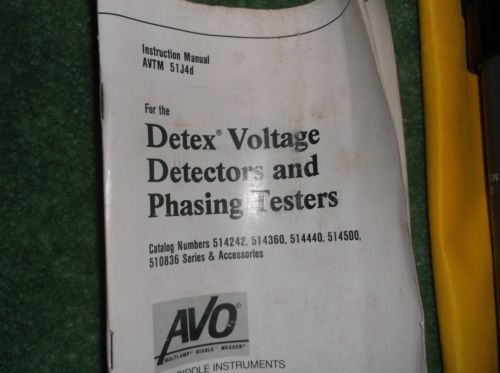 Instruction Manual
AVTM 51J4d
For the
Detex® Voltage
Detectors and
Phasing Testers
Catalog Numbers 514242, 514360, 514440, 514500,
510836 Series & Accessories
AVO®
MULTI-AMP® BIDDLE® MEGGER®
BIDDLE INSTRUMENTS